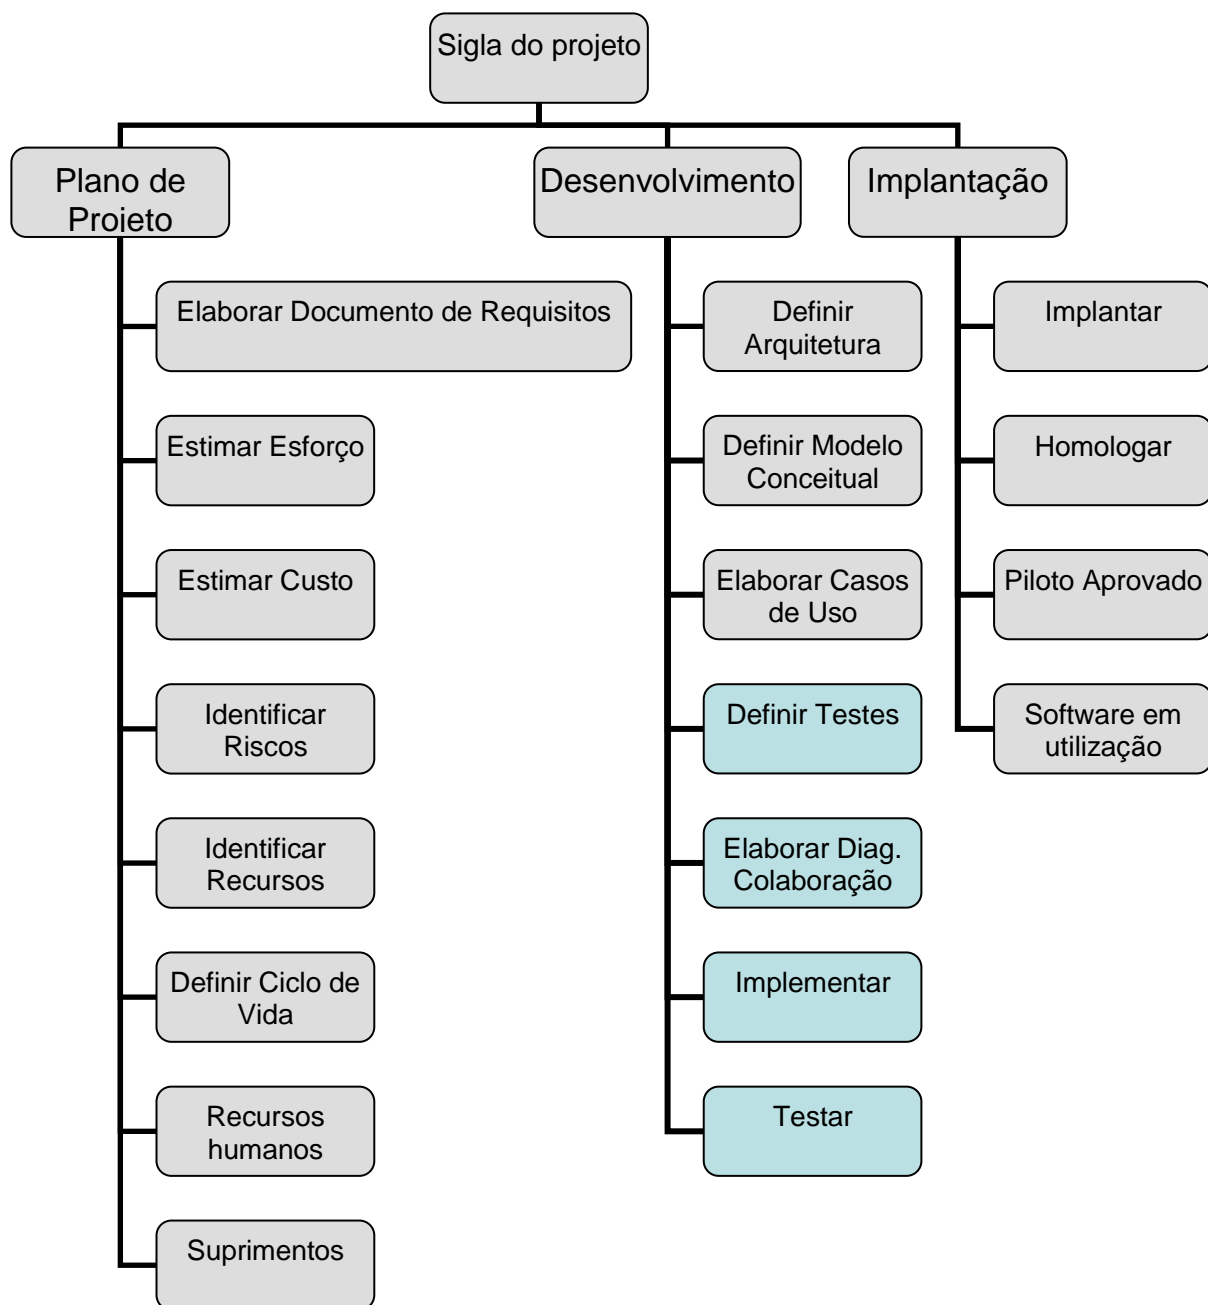 Sigla do projeto
Plano de
Projeto
Elaborar Documento de Requisitos
Estimar Esforço
Estimar Custo
Identificar
Riscos
Identificar
Recursos
Definir Ciclo de
Vida
Recursos
humanos
Suprimentos
Desenvolvimento
Definir
Arquitetura
Definir Modelo
Conceitual
Elaborar Casos
de Uso
Definir Testes
Elaborar Diag.
Colaboração
Implementar
Testar
Implantação
Implantar
Homologar
Piloto Aprovado
Software em
utilização